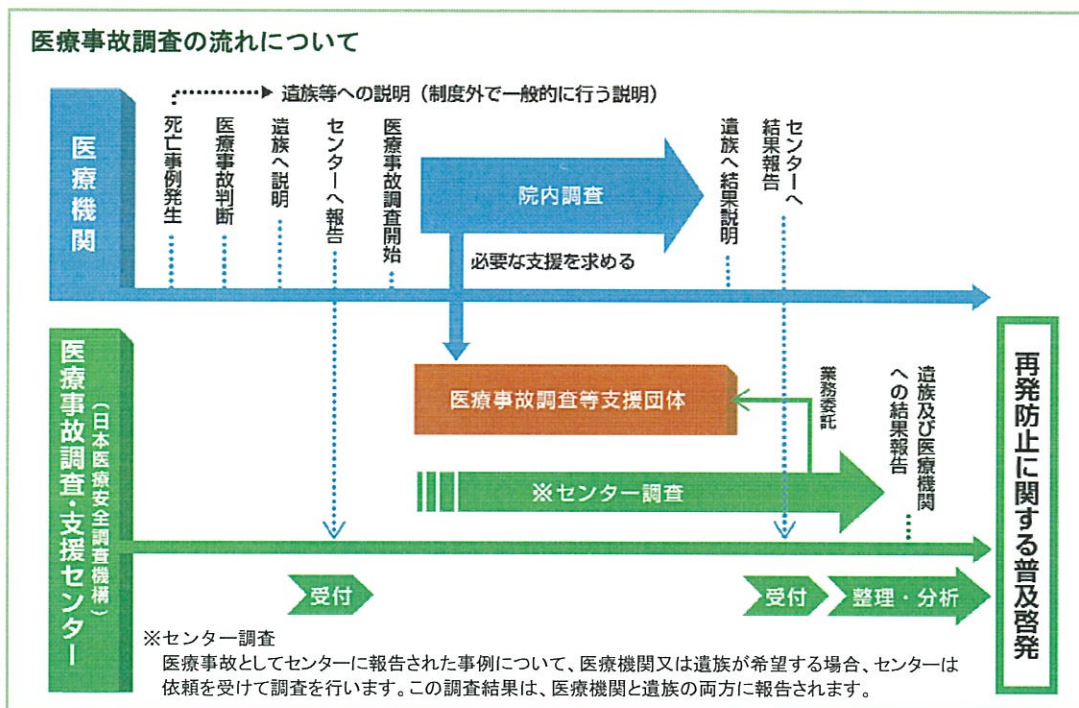 医療事故調査の流れについて
遺族等への説明（制度外で一般的に行う説明）
医療機関
死亡事例発生
医療事故判断
遺族へ説明
センターへ報告
医療事故調査開始
院内調査
必要な支援を求める
遺族へ結果説明
センターへ
結果報告
医療事故調査・支援センター
（日本医療安全調査機構）
医療事故調査等支援団体
業務委託
※センター調査
遺族及び医療機関
への結果報告
受付
受付
整理・分析
再発防止に関する普及啓発
※センター調査
医療事故としてセンターに報告された事例について、医療機関又は遺族が希望する場合、センターは
依頼を受けて調査を行います。この調査結果は、医療機関と遺族の両方に報告されます。